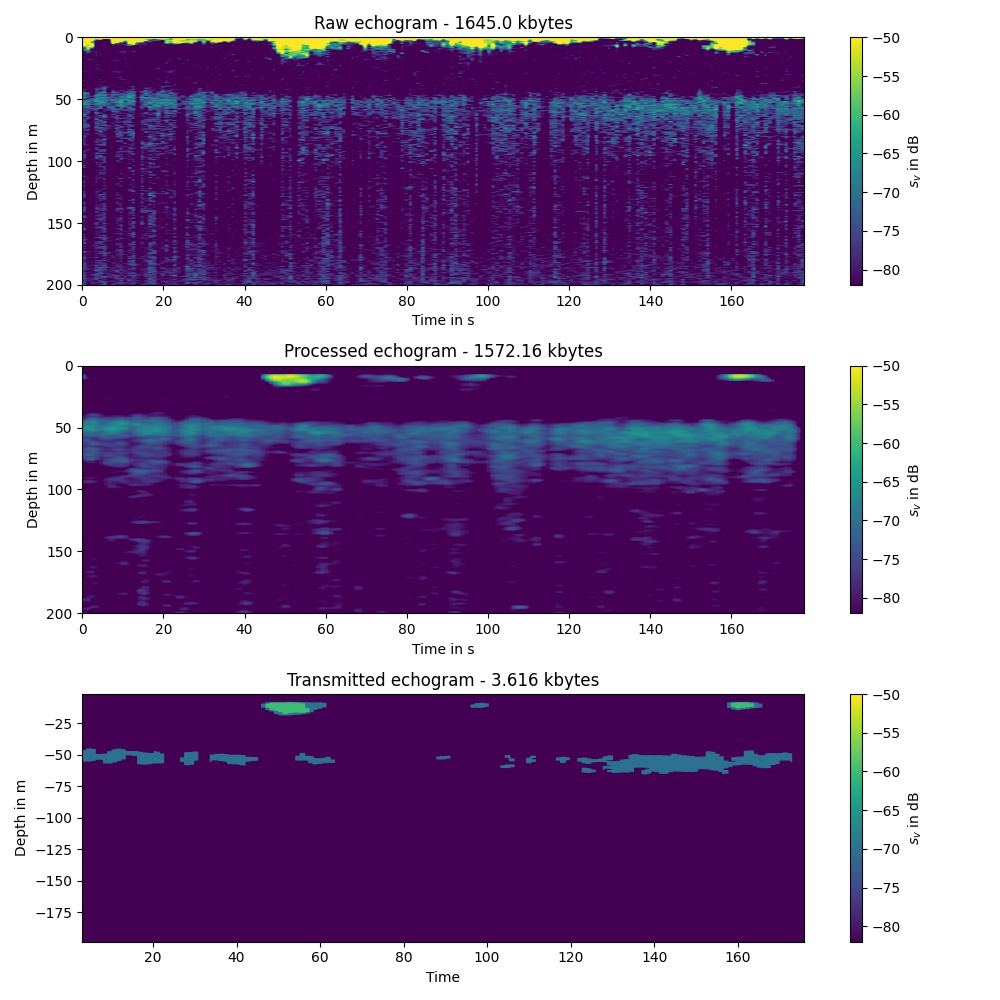 Raw echogram - 1645.0 kbytes
0
50
100
150
200
Depth in m
0 20 40 60 80 100 120 140 160
Time in s
−50
−55
−60
−65
−70
−75
−80
s_v in dB
Processed echogram - 1572.16 kbytes
0
50
100
150
200
Depth in m
0 20 40 60 80 100 120 140 160
Time in s
−50
−55
−60
−65
−70
−75
−80
s_v in dB
Transmitted echogram - 3.616 kbytes
−25
−50
−75
−100
−125
−150
−175
Depth in m
20 40 60 80 100 120 140 160
Time
−50
−55
−60
−65
−70
−75
−80
s_v in dB